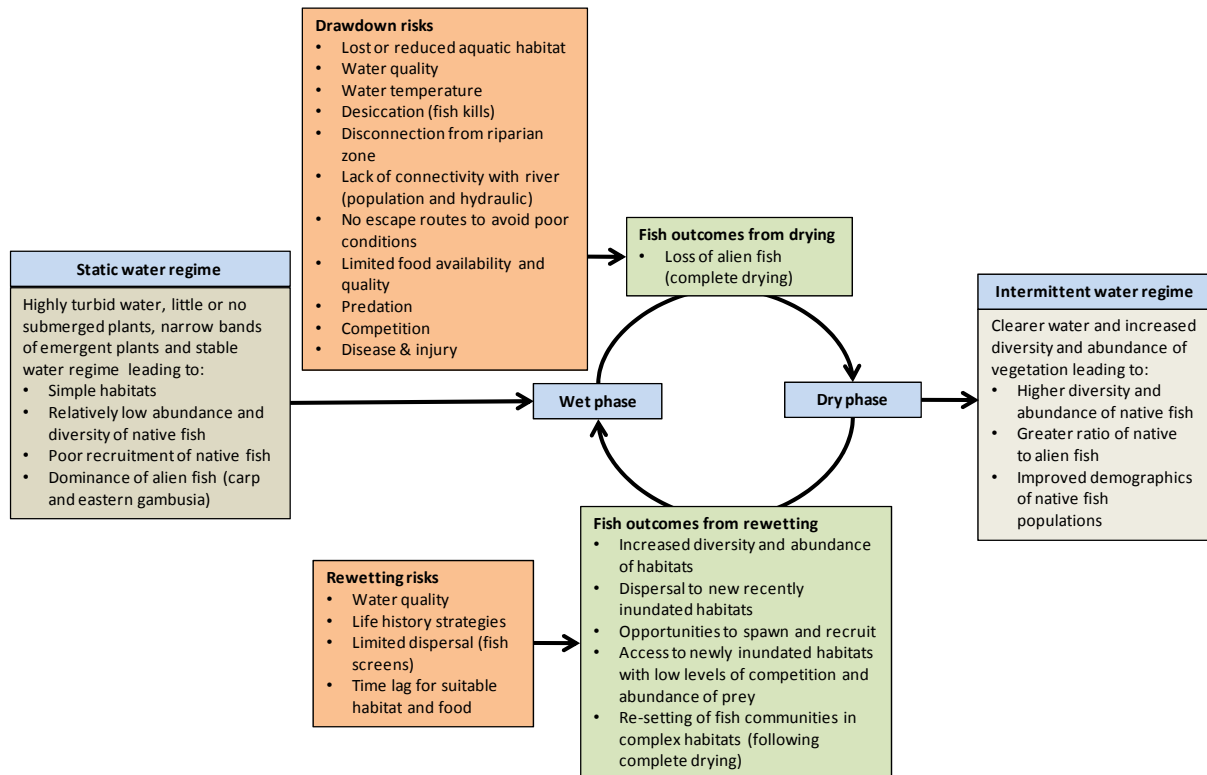 Drawdown risks
• Lost or reduced aquatic habitat
• Water quality
• Water temperature
• Desiccation (fish kills)
• Disconnection from riparian
zone
• Lack of connectivity with river
(population and hydraulic)
• No escape routes to avoid poor
conditions
• Limited food availability and
quality
• Predation
• Competition
• Disease & injury
Fish outcomes from drying
• Loss of alien fish
(complete drying)
Static water regime
Highly turbid water, little or no
submerged plants, narrow bands
of emergent plants and stable
water regime leading to:
• Simple habitats
• Relatively low abundance and
diversity of native fish
• Poor recruitment of native fish
• Dominance of alien fish (carp
and eastern gambusia)
Wet phase
Dry phase
Intermittent water regime
Clearer water and increased
diversity and abundance of
vegetation leading to:
• Higher diversity and
abundance of native fish
• Greater ratio of native
to alien fish
• Improved demographics
of native fish
populations
Rewetting risks
• Water quality
• Life history strategies
• Limited dispersal (fish
screens)
• Time lag for suitable
habitat and food
Fish outcomes from rewetting
• Increased diversity and abundance
of habitats
• Dispersal to new recently
inundated habitats
• Opportunities to spawn and recruit
• Access to newly inundated habitats
with low levels of competition and
abundance of prey
• Re-setting of fish communities in
complex habitats (following
complete drying)